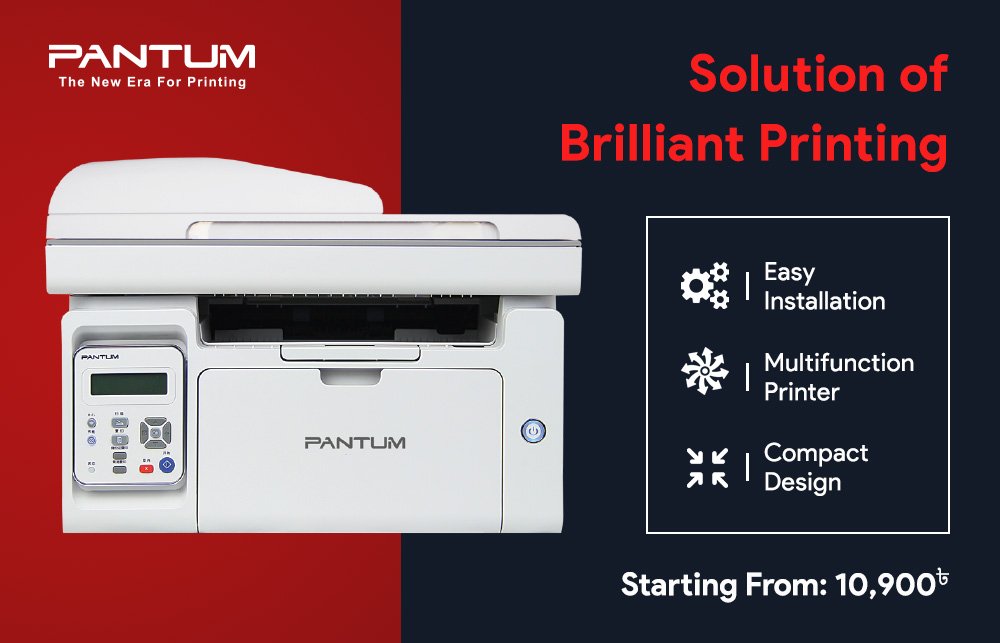 PANTUM
The New Era For Printing
Solution of
Brilliant Printing
PANTUM
PANTUM
Easy
Installation
Multifunction
Printer
Compact
Design
Starting From: 10,900৳